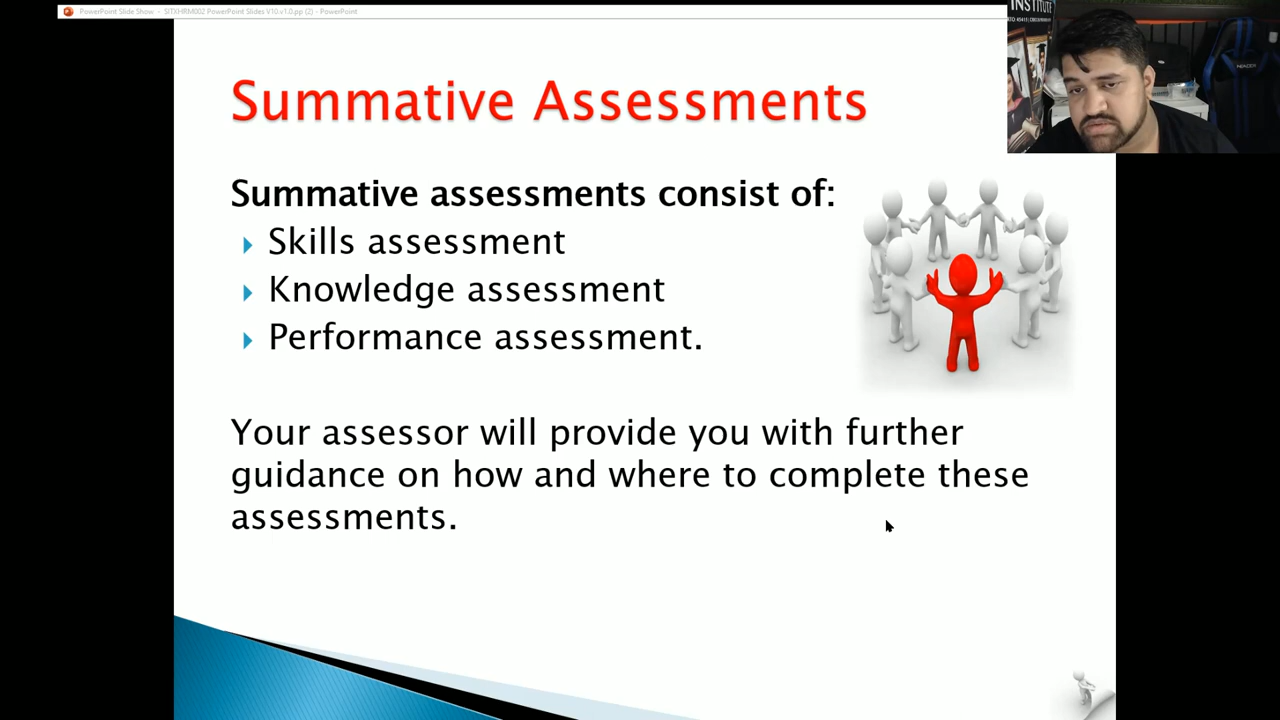 PowerPoint Slide Show - SITXHRM002 PowerPoint Slides V10.v1.0.pp (2) - PowerPoint
INSTITUTE
Summative Assessments
Summative assessments consist of:
Skills assessment
Knowledge assessment
Performance assessment.
Your assessor will provide you with further
guidance on how and where to complete these
assessments.